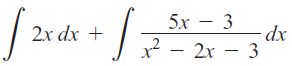 ∫ 2x dx + ∫ (5x − 3)/(x² − 2x − 3) dx